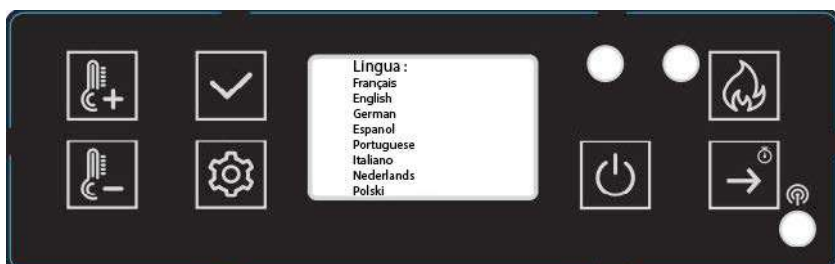 Lingua :
Français
English
German
Espanol
Portuguese
Italiano
Nederlands
Polski